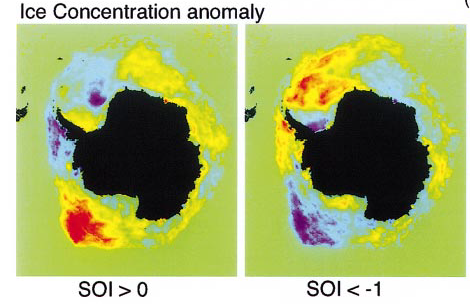 Ice Concentration anomaly
SOI > 0
SOI < -1